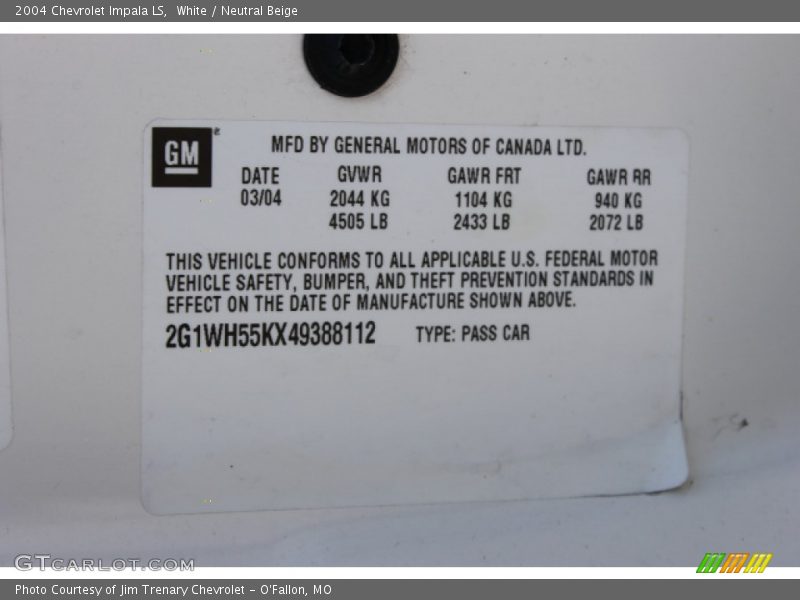 2004 Chevrolet Impala LS,  White / Neutral Beige
GM
MFD BY GENERAL MOTORS OF CANADA LTD.
DATE GVWR GAWR FRT GAWR RR
03/04 2044 KG 1104 KG 940 KG
4505 LB 2433 LB 2072 LB
THIS VEHICLE CONFORMS TO ALL APPLICABLE U.S. FEDERAL MOTOR
VEHICLE SAFETY, BUMPER, AND THEFT PREVENTION STANDARDS IN
EFFECT ON THE DATE OF MANUFACTURE SHOWN ABOVE.
2G1WH55KX49388112 TYPE: PASS CAR
GTCARLOT.COM
Photo Courtesy of Jim Trenary Chevrolet - O'Fallon, MO